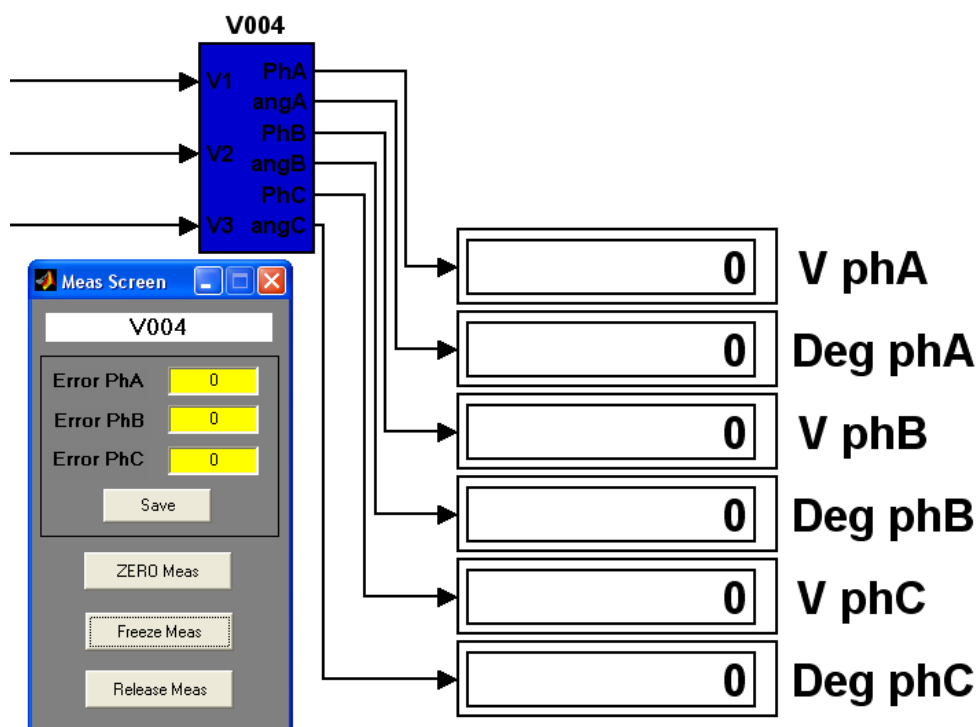 V004
V1
PhA
angA
PhB
V2
angB
PhC
V3
angC
0
V phA
0
Deg phA
0
V phB
0
Deg phB
0
V phC
0
Deg phC
Meas Screen
V004
Error PhA 0
Error PhB 0
Error PhC 0
Save
ZERO Meas
Freeze Meas
Release Meas